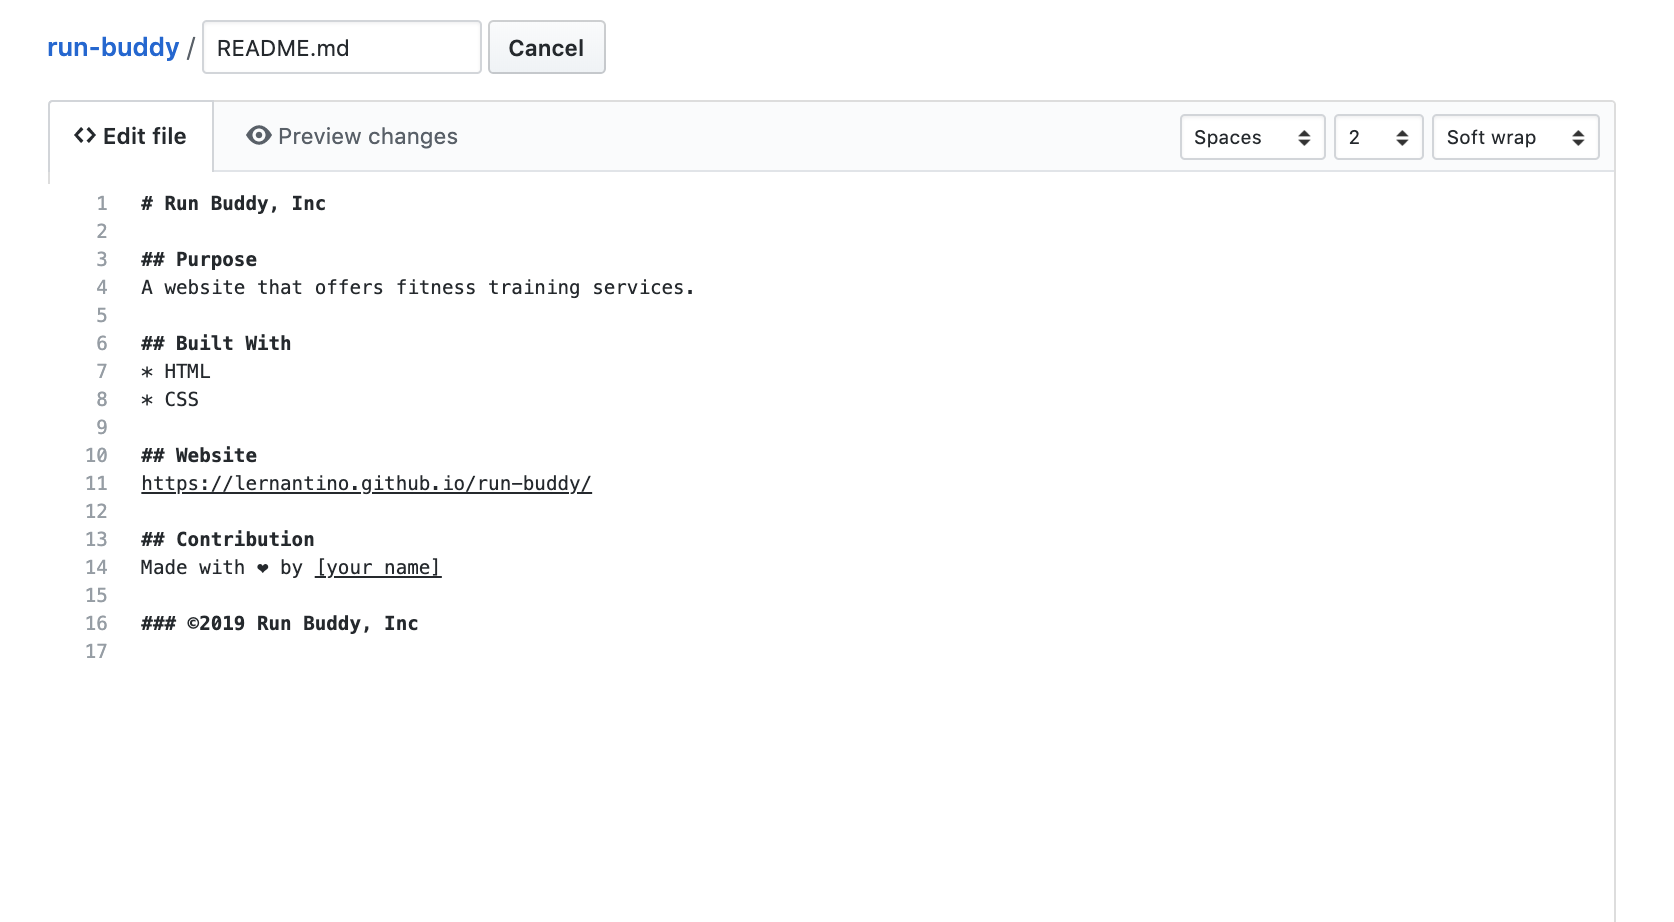 run-buddy / README.md Cancel
Edit file Preview changes Spaces 2 Soft wrap
1 # Run Buddy, Inc
2
3 ## Purpose
4 A website that offers fitness training services.
5
6 ## Built With
7 * HTML
8 * CSS
9
10 ## Website
11 https://lernantino.github.io/run-buddy/
12
13 ## Contribution
14 Made with ❤ by [your name]
15
16 ### ©2019 Run Buddy, Inc
17